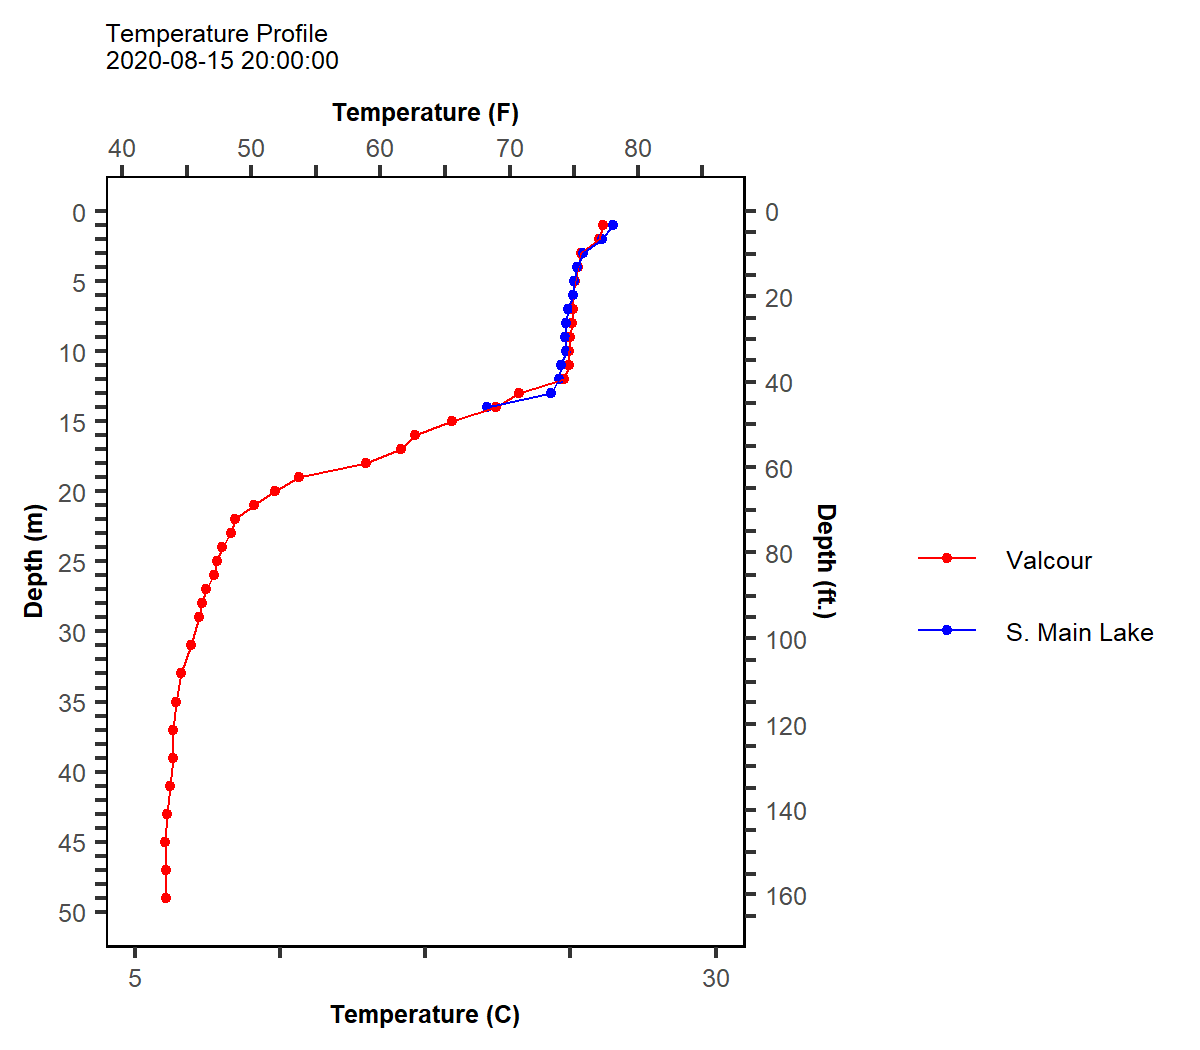 Temperature Profile
2020-08-15 20:00:00
Temperature (F)
40 50 60 70 80
0
5
10
15
20
25
30
35
40
45
50
Depth (m)
0
20
40
60
80
100
120
140
160
Depth (ft.)
Valcour
S. Main Lake
5 30
Temperature (C)